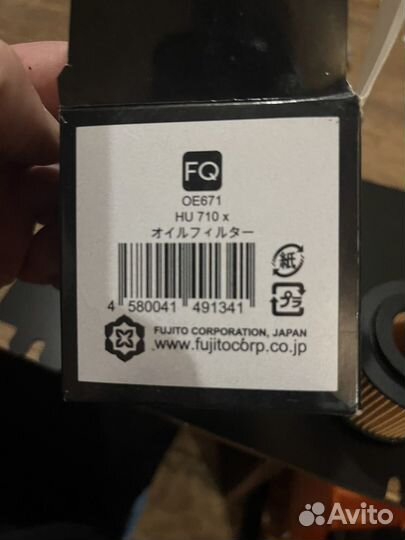 FQ
OE671
HU 710 x
オイルフィルター
紙
プラ
4 580041 491341
FUJITO CORPORATION, JAPAN
www.fujitocorp.co.jp
Avito